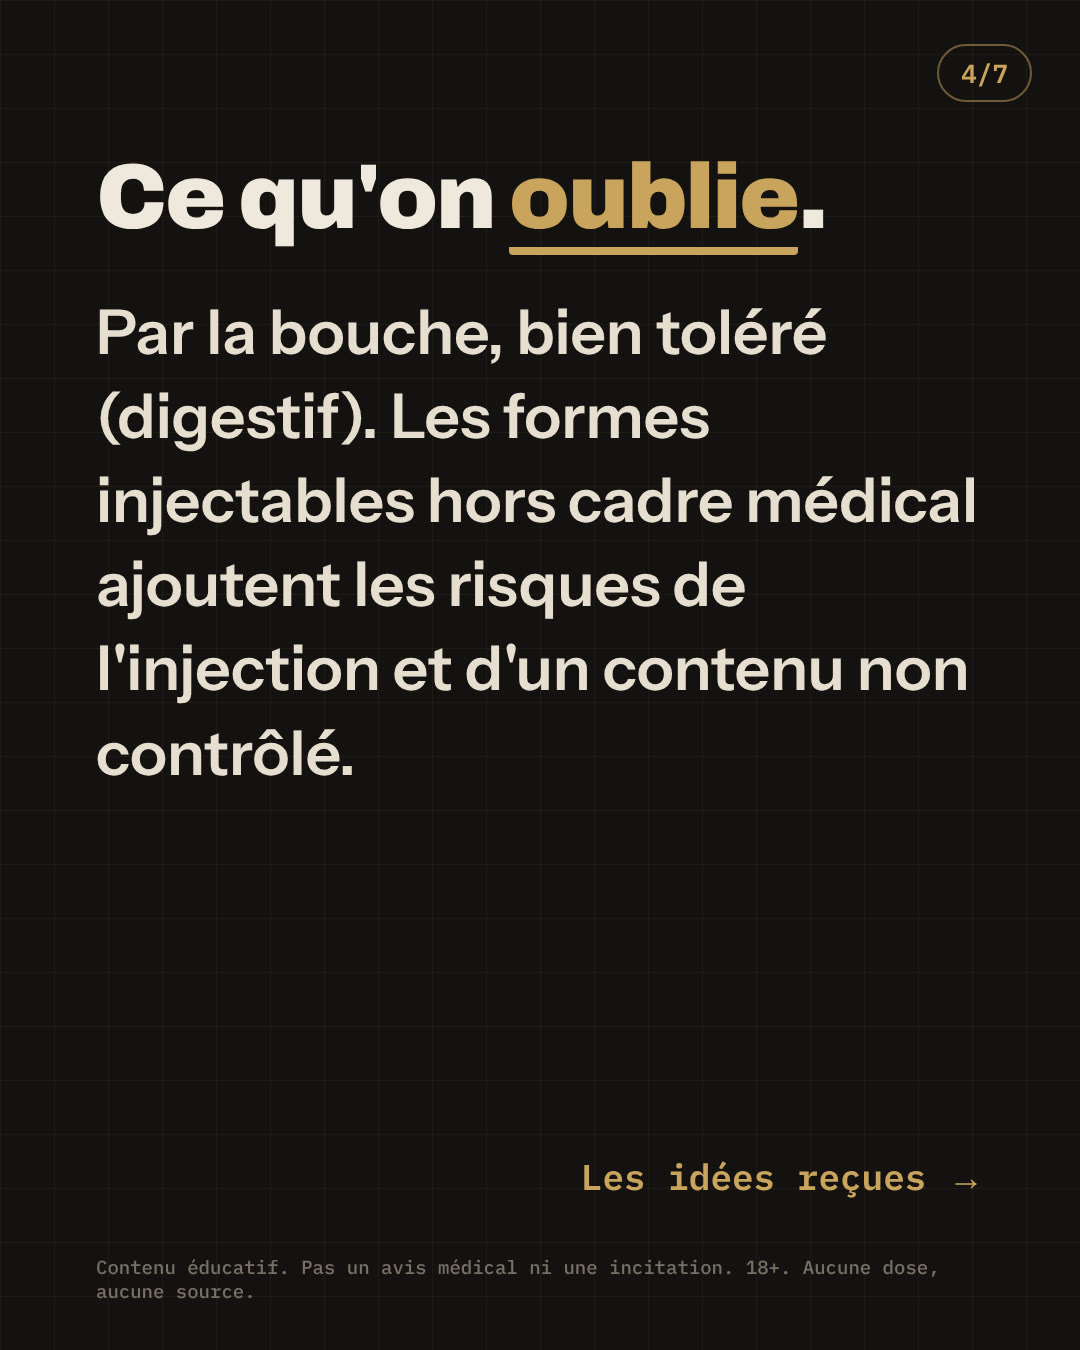 4/7
Ce qu'on oublie.
Par la bouche, bien toléré
(digestif). Les formes
injectables hors cadre médical
ajoutent les risques de
l'injection et d'un contenu non
contrôlé.
Les idées reçues →
Contenu éducatif. Pas un avis médical ni une incitation. 18+. Aucune dose,
aucune source.